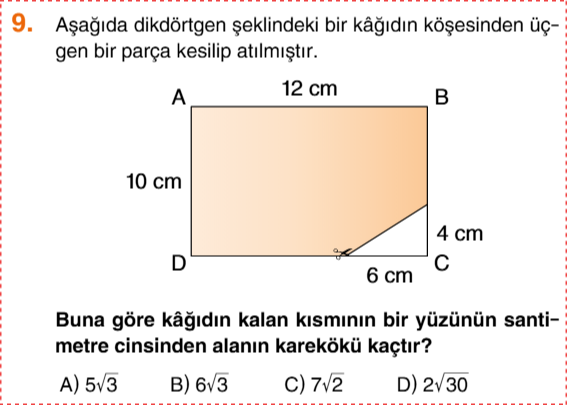 9. Aşağıda dikdörtgen şeklindeki bir kâğıdın köşesinden üç-
gen bir parça kesilip atılmıştır.
12 cm
A B
10 cm
4 cm
D C
6 cm
Buna göre kâğıdın kalan kısmının bir yüzünün santi-
metre cinsinden alanın karekökü kaçtır?
A) 5√3 B) 6√3 C) 7√2 D) 2√30